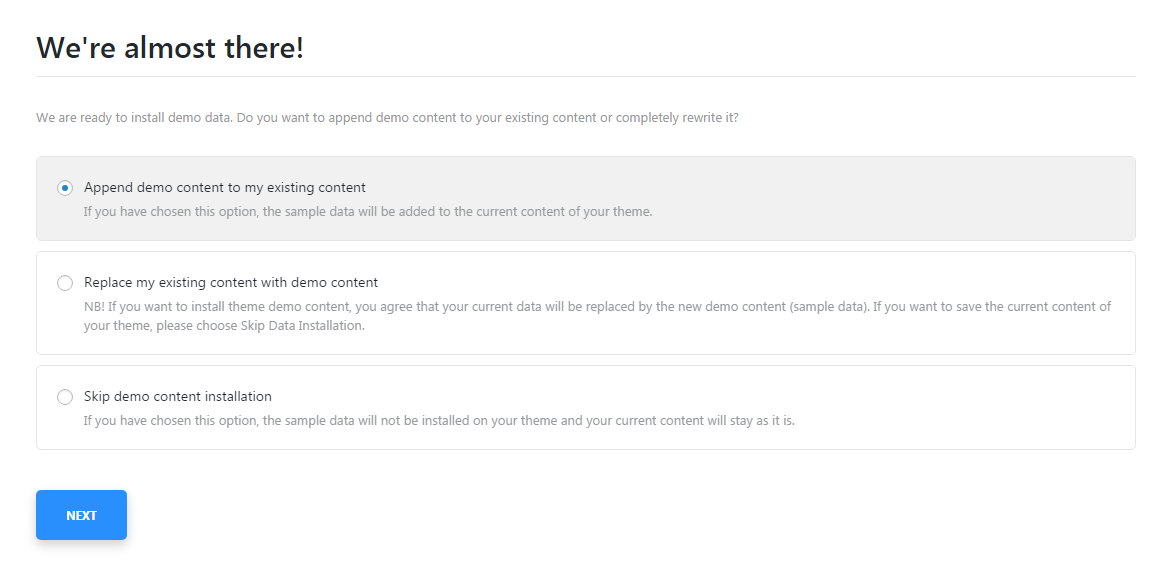 We're almost there!
We are ready to install demo data. Do you want to append demo content to your existing content or completely rewrite it?
Append demo content to my existing content
If you have chosen this option, the sample data will be added to the current content of your theme.
Replace my existing content with demo content
NB! If you want to install theme demo content, you agree that your current data will be replaced by the new demo content (sample data). If you want to save the current content of
your theme, please choose Skip Data Installation.
Skip demo content installation
If you have chosen this option, the sample data will not be installed on your theme and your current content will stay as it is.
NEXT